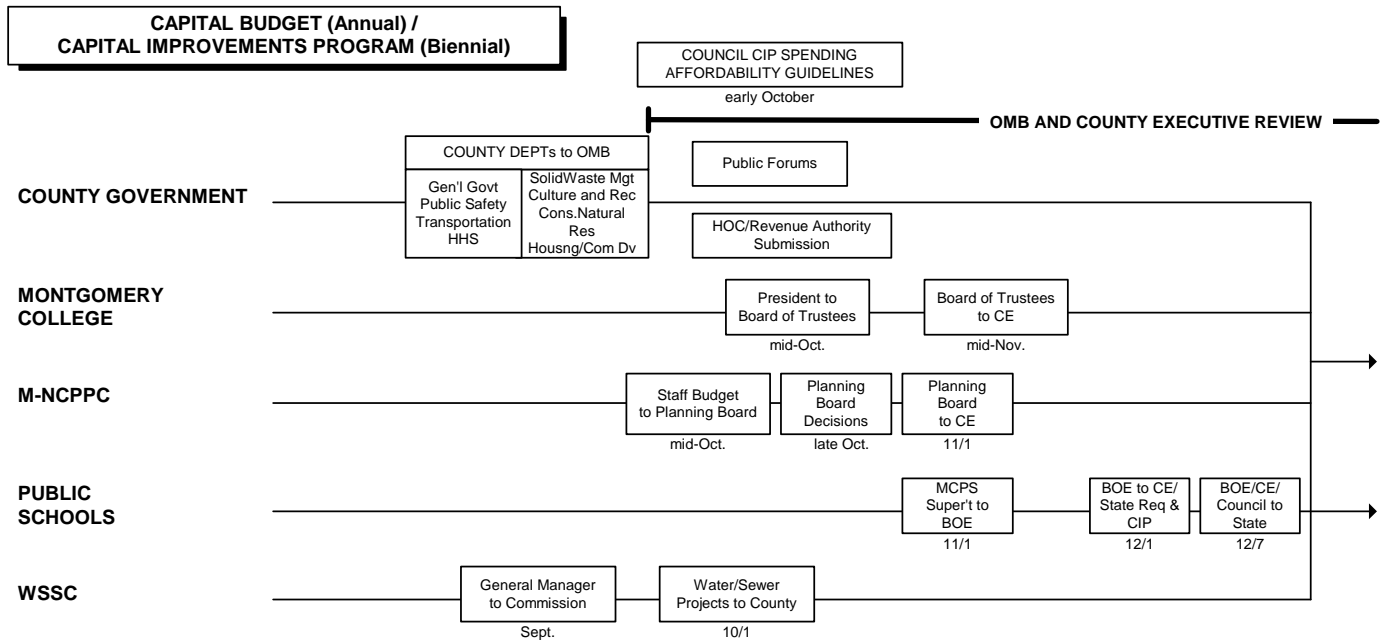 CAPITAL BUDGET (Annual) /
CAPITAL IMPROVEMENTS PROGRAM (Biennial)
COUNCIL CIP SPENDING
AFFORDABILITY GUIDELINES
early October
OMB AND COUNTY EXECUTIVE REVIEW
COUNTY GOVERNMENT
COUNTY DEPTs to OMB
Gen'l Govt
Public Safety
Transportation
HHS
SolidWaste Mgt
Culture and Rec
Cons.Natural
Res
Housng/Com Dv
Public Forums
HOC/Revenue Authority
Submission
MONTGOMERY
COLLEGE
President to
Board of Trustees
mid-Oct.
Board of Trustees
to CE
mid-Nov.
M-NCPPC
Staff Budget
to Planning Board
mid-Oct.
Planning
Board
Decisions
late Oct.
Planning
Board
to CE
11/1
PUBLIC
SCHOOLS
MCPS
Super't to
BOE
11/1
BOE to CE/
State Req &
CIP
12/1
BOE/CE/
Council to
State
12/7
WSSC
General Manager
to Commission
Sept.
Water/Sewer
Projects to County
10/1